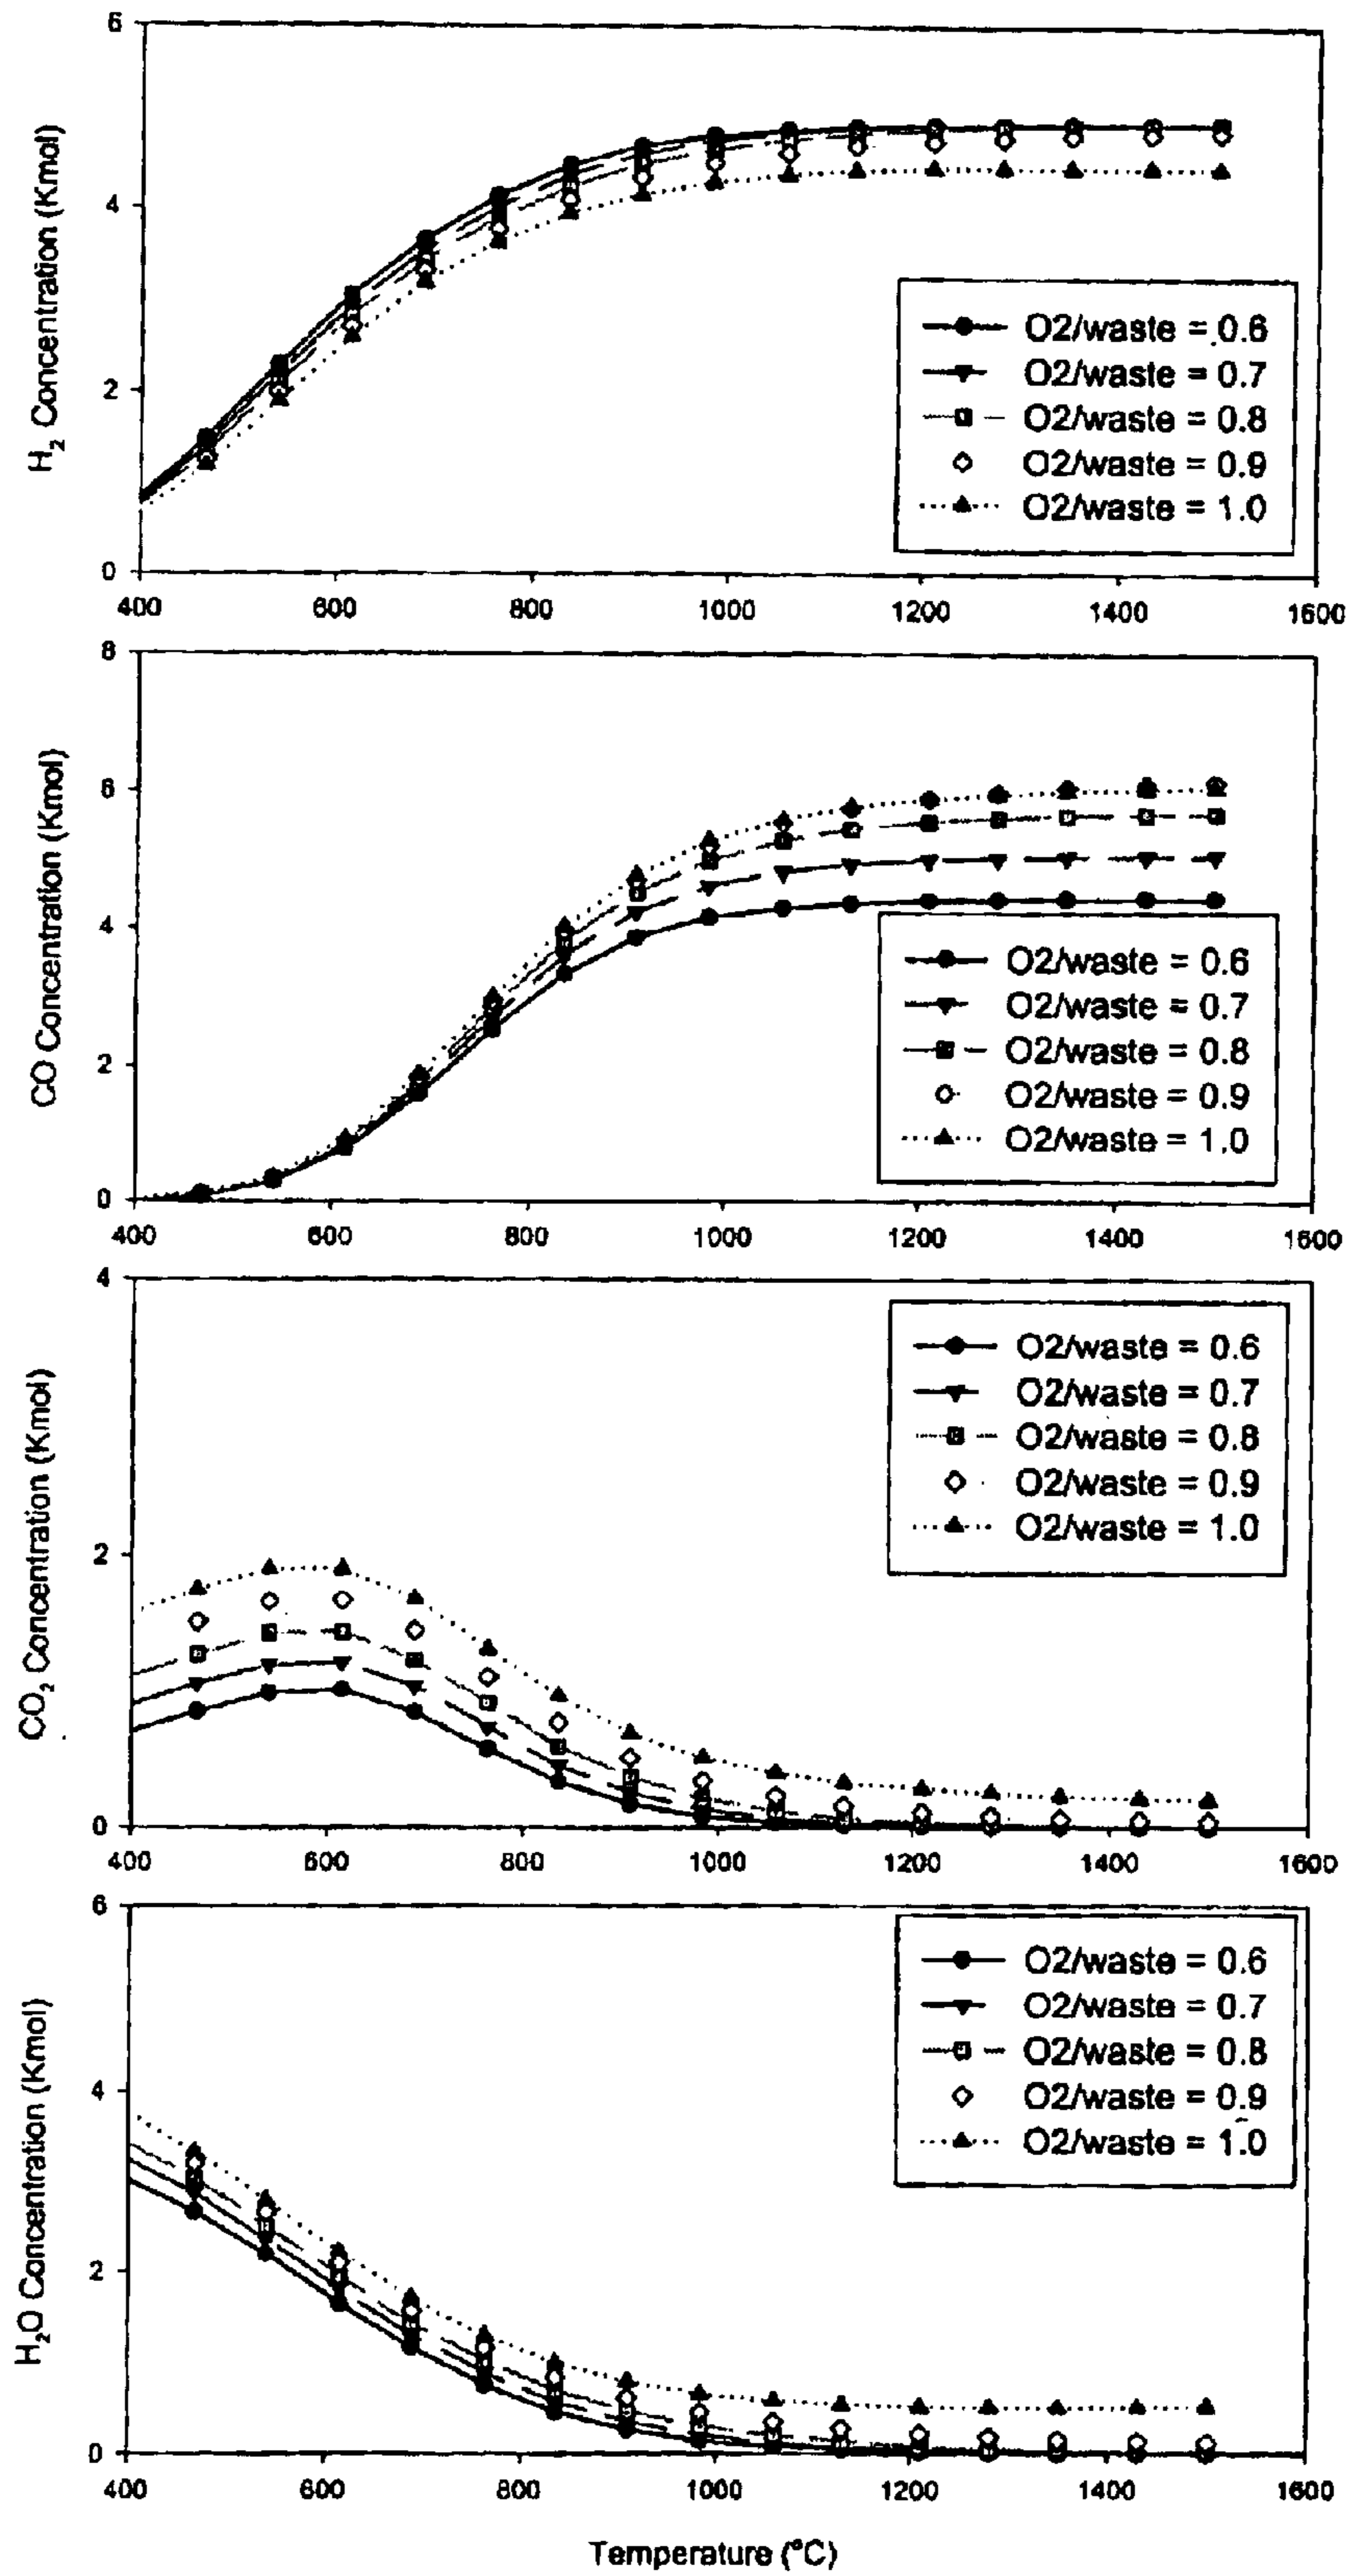 H2 Concentration (Kmol)
6
4
2
0
O2/waste = 0.6
O2/waste = 0.7
O2/waste = 0.8
O2/waste = 0.9
O2/waste = 1.0
400 600 800 1000 1200 1400 1600
CO Concentration (Kmol)
8
6
4
2
0
O2/waste = 0.6
O2/waste = 0.7
O2/waste = 0.8
O2/waste = 0.9
O2/waste = 1.0
400 600 800 1000 1200 1400 1600
CO2 Concentration (Kmol)
4
2
0
O2/waste = 0.6
O2/waste = 0.7
O2/waste = 0.8
O2/waste = 0.9
O2/waste = 1.0
400 600 800 1000 1200 1400 1600
H2O Concentration (Kmol)
6
4
2
0
O2/waste = 0.6
O2/waste = 0.7
O2/waste = 0.8
O2/waste = 0.9
O2/waste = 1.0
400 600 800 1000 1200 1400 1600
Temperature (°C)